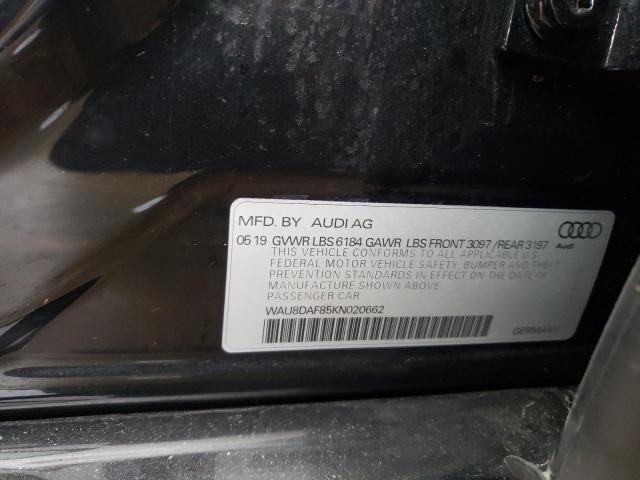 MFD. BY AUDI AG
05 19 GVWR LBS 6184 GAWR LBS FRONT 3097 / REAR 3197
Audi
THIS VEHICLE CONFORMS TO ALL APPLICABLE U.S
FEDERAL MOTOR VEHICLE SAFETY, BUMPER AND THEFT
PREVENTION STANDARDS IN EFFECT ON THE DATE OF
MANUFACTURE SHOWN ABOVE
PASSENGER CAR
WAU8DAF85KN020662
GERMANY